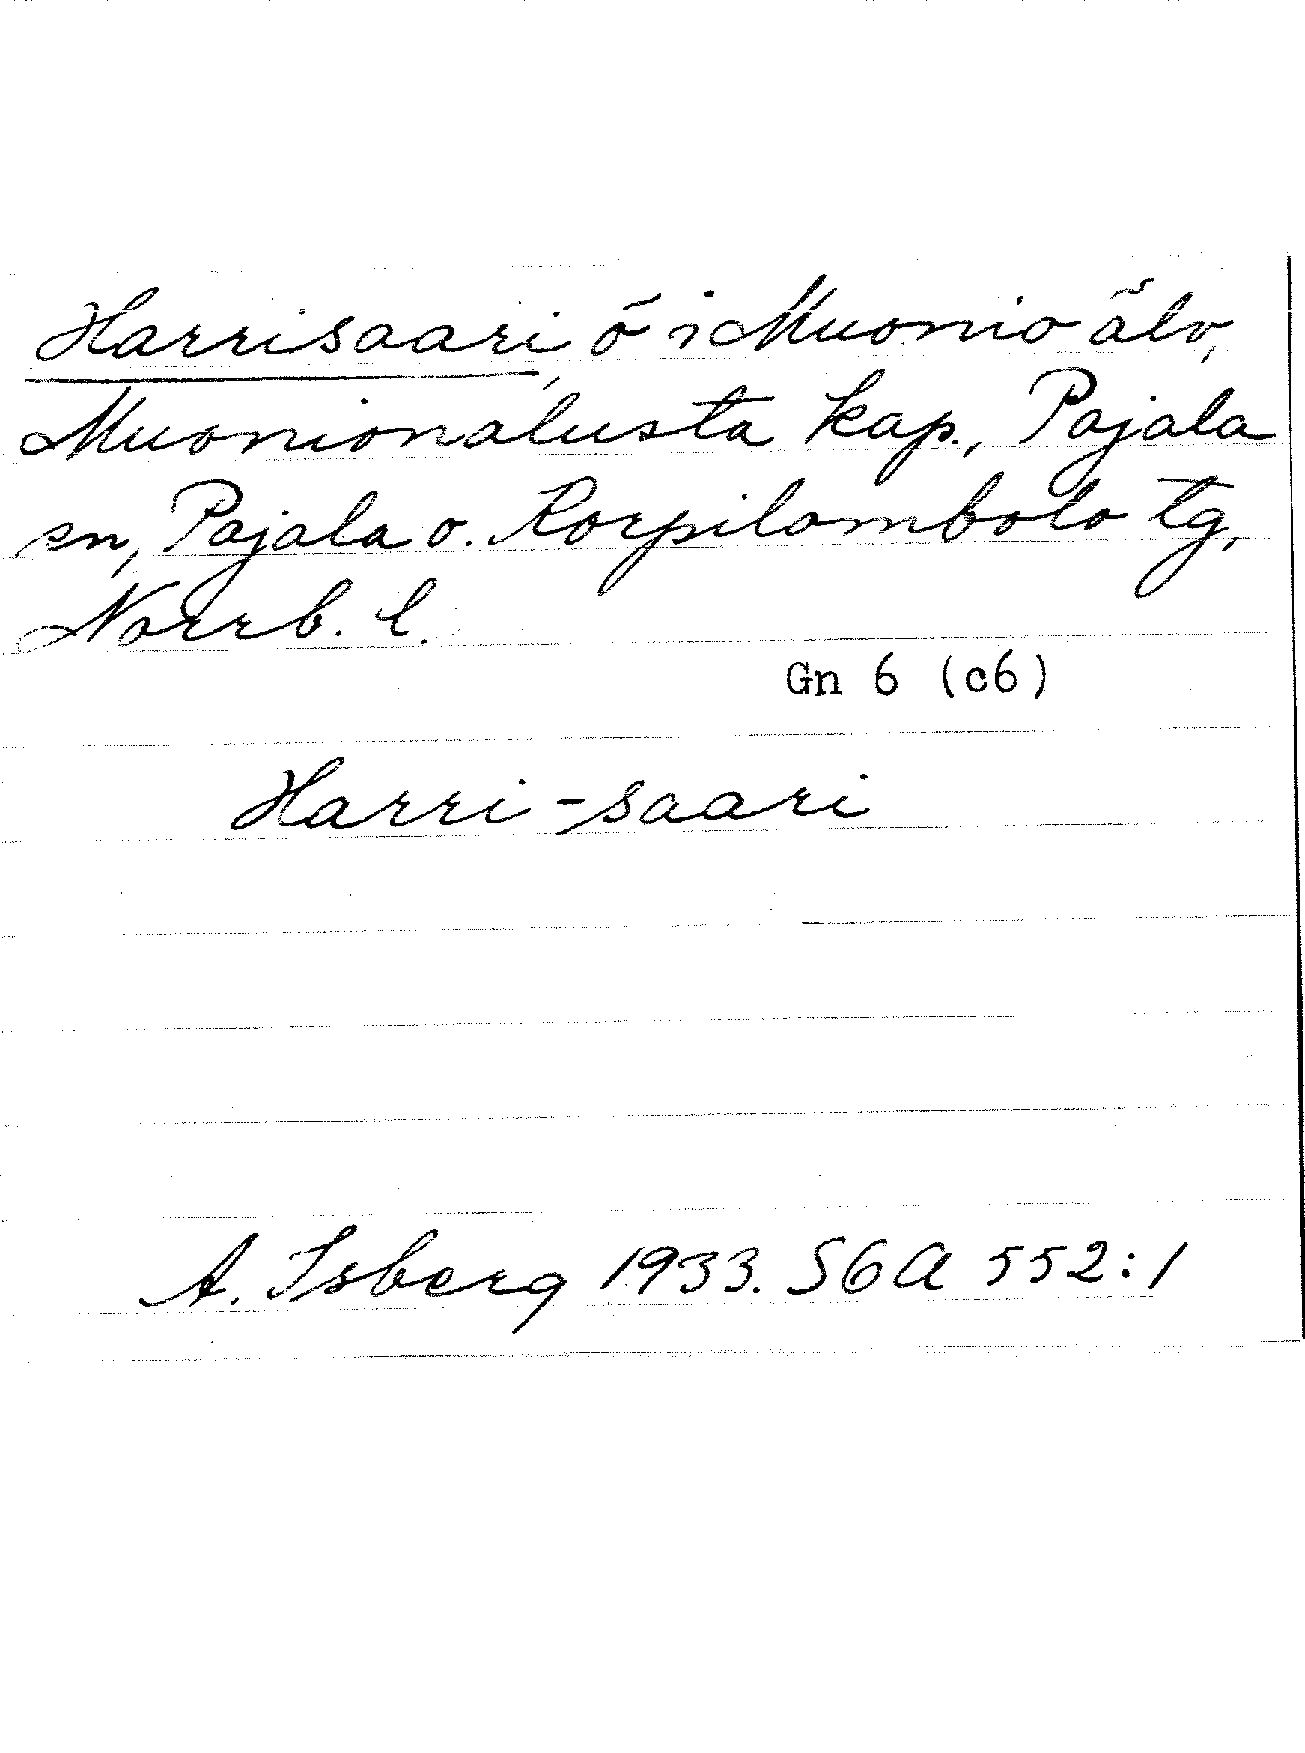 Harrisaari, ö i Muonio älv,
Muonionalusta kap., Pajala
sn, Pajala o. Korpilombolo tg,
Norrb. l.
Gn 6 (c6)
Harri-saari
A. Isberg 1933. SGA 552:1